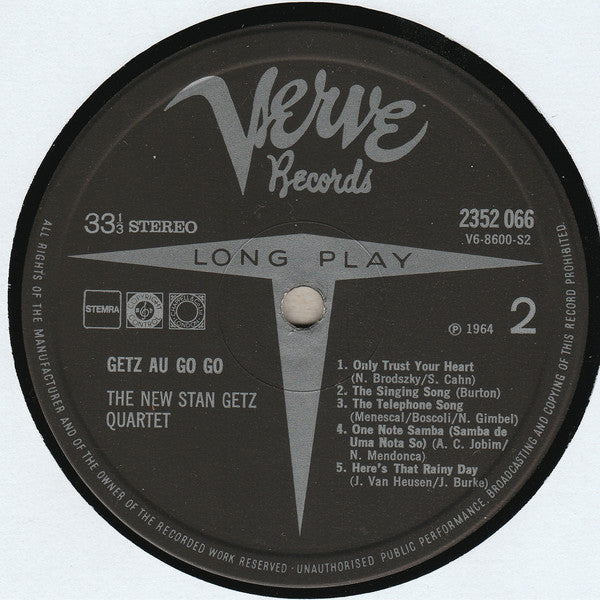 Verve
Records
33⅓ STEREO
2352 066
V6-8600-S2
LONG PLAY
STEMRA
℗ 1964
2
GETZ AU GO GO
THE NEW STAN GETZ
QUARTET
1. Only Trust Your Heart
(N. Brodszky/S. Cahn)
2. The Singing Song (Burton)
3. The Telephone Song
(Menescal/Boscoli/N. Gimbel)
4. One Note Samba (Samba de
Uma Nota So) (A. C. Jobim/
N. Mendonca)
5. Here's That Rainy Day
(J. Van Heusen/J. Burke)
ALL RIGHTS OF THE MANUFACTURER AND OF THE OWNER OF THE RECORDED WORK RESERVED - UNAUTHORISED PUBLIC PERFORMANCE, BROADCASTING AND COPYING OF THIS RECORD PROHIBITED.